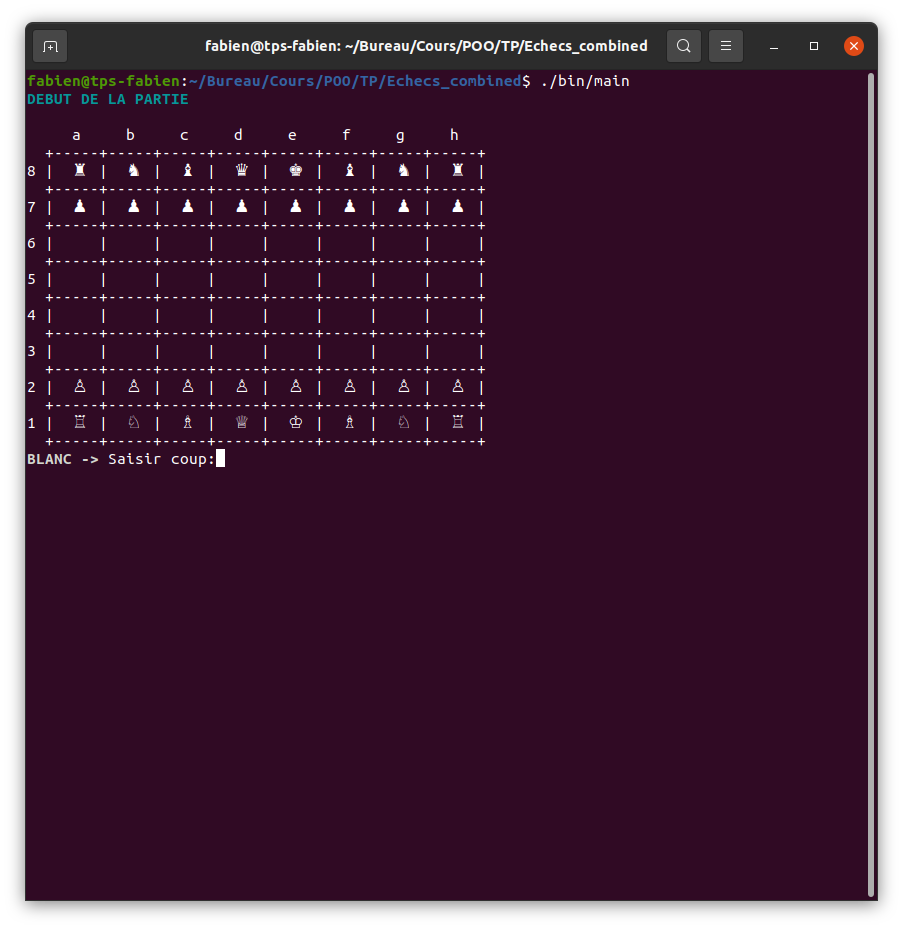 fabien@tps-fabien: ~/Bureau/Cours/POO/TP/Echecs_combined
fabien@tps-fabien:~/Bureau/Cours/POO/TP/Echecs_combined$ ./bin/main
DEBUT DE LA PARTIE
a b c d e f g h
+-----+-----+-----+-----+-----+-----+-----+-----+
8 | ♜ | ♞ | ♝ | ♛ | ♚ | ♝ | ♞ | ♜ |
+-----+-----+-----+-----+-----+-----+-----+-----+
7 | ♟ | ♟ | ♟ | ♟ | ♟ | ♟ | ♟ | ♟ |
+-----+-----+-----+-----+-----+-----+-----+-----+
6 | | | | | | | | |
+-----+-----+-----+-----+-----+-----+-----+-----+
5 | | | | | | | | |
+-----+-----+-----+-----+-----+-----+-----+-----+
4 | | | | | | | | |
+-----+-----+-----+-----+-----+-----+-----+-----+
3 | | | | | | | | |
+-----+-----+-----+-----+-----+-----+-----+-----+
2 | ♙ | ♙ | ♙ | ♙ | ♙ | ♙ | ♙ | ♙ |
+-----+-----+-----+-----+-----+-----+-----+-----+
1 | ♖ | ♘ | ♗ | ♕ | ♔ | ♗ | ♘ | ♖ |
+-----+-----+-----+-----+-----+-----+-----+-----+
BLANC -> Saisir coup: